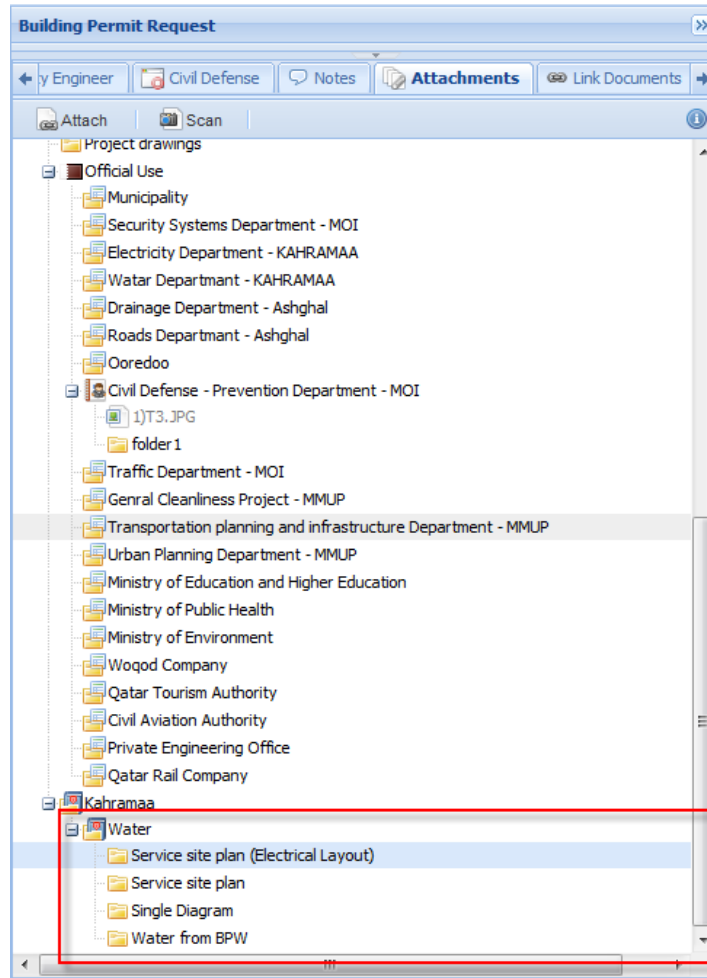 Building Permit Request
y Engineer Civil Defense Notes Attachments Link Documents
Attach Scan
Project drawings
Official Use
Municipality
Security Systems Department - MOI
Electricity Department - KAHRAMAA
Watar Departmant - KAHRAMAA
Drainage Department - Ashghal
Roads Departmant - Ashghal
Ooredoo
Civil Defense - Prevention Department - MOI
1)T3.JPG
folder1
Traffic Department - MOI
Genral Cleanliness Project - MMUP
Transportation planning and infrastructure Department - MMUP
Urban Planning Department - MMUP
Ministry of Education and Higher Education
Ministry of Public Health
Ministry of Environment
Woqod Company
Qatar Tourism Authority
Civil Aviation Authority
Private Engineering Office
Qatar Rail Company
Kahramaa
Water
Service site plan (Electrical Layout)
Service site plan
Single Diagram
Water from BPW